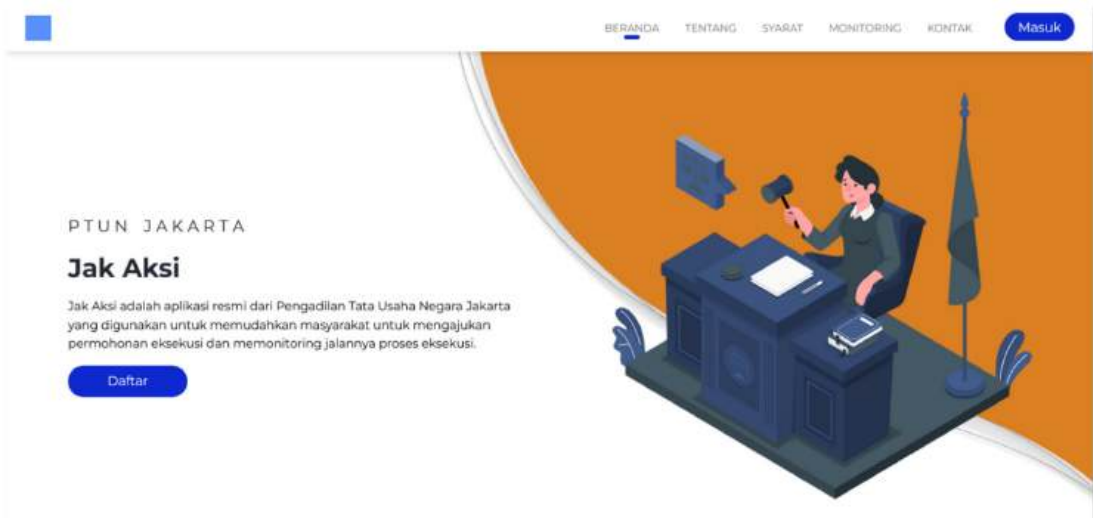 BERANDA TENTANG SYARAT MONITORING KONTAK Masuk
PTUN JAKARTA
Jak Aksi
Jak Aksi adalah aplikasi resmi dari Pengadilan Tata Usaha Negara Jakarta
yang digunakan untuk memudahkan masyarakat untuk mengajukan
permohonan eksekusi dan memonitoring jalannya proses eksekusi.
Daftar